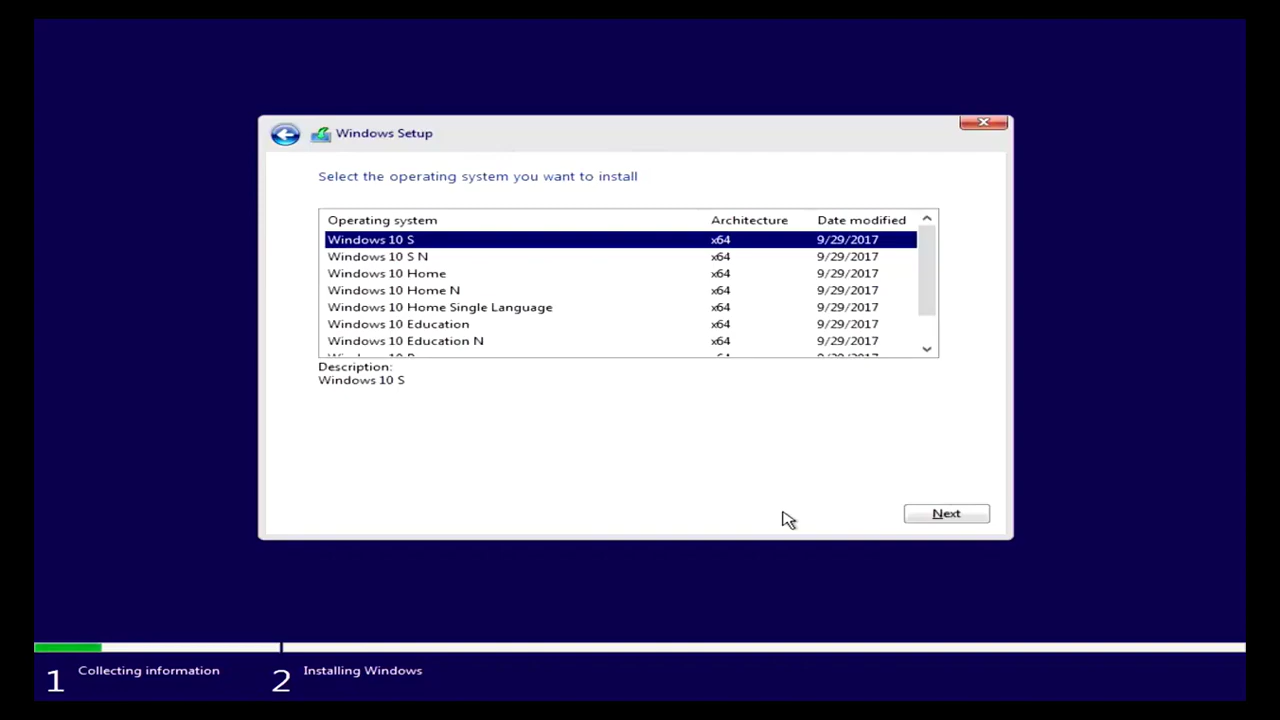 Windows Setup
Select the operating system you want to install
Operating system Architecture Date modified
Windows 10 S x64 9/29/2017
Windows 10 S N x64 9/29/2017
Windows 10 Home x64 9/29/2017
Windows 10 Home N x64 9/29/2017
Windows 10 Home Single Language x64 9/29/2017
Windows 10 Education x64 9/29/2017
Windows 10 Education N x64 9/29/2017
Description:
Windows 10 S
Next
1 Collecting information 2 Installing Windows